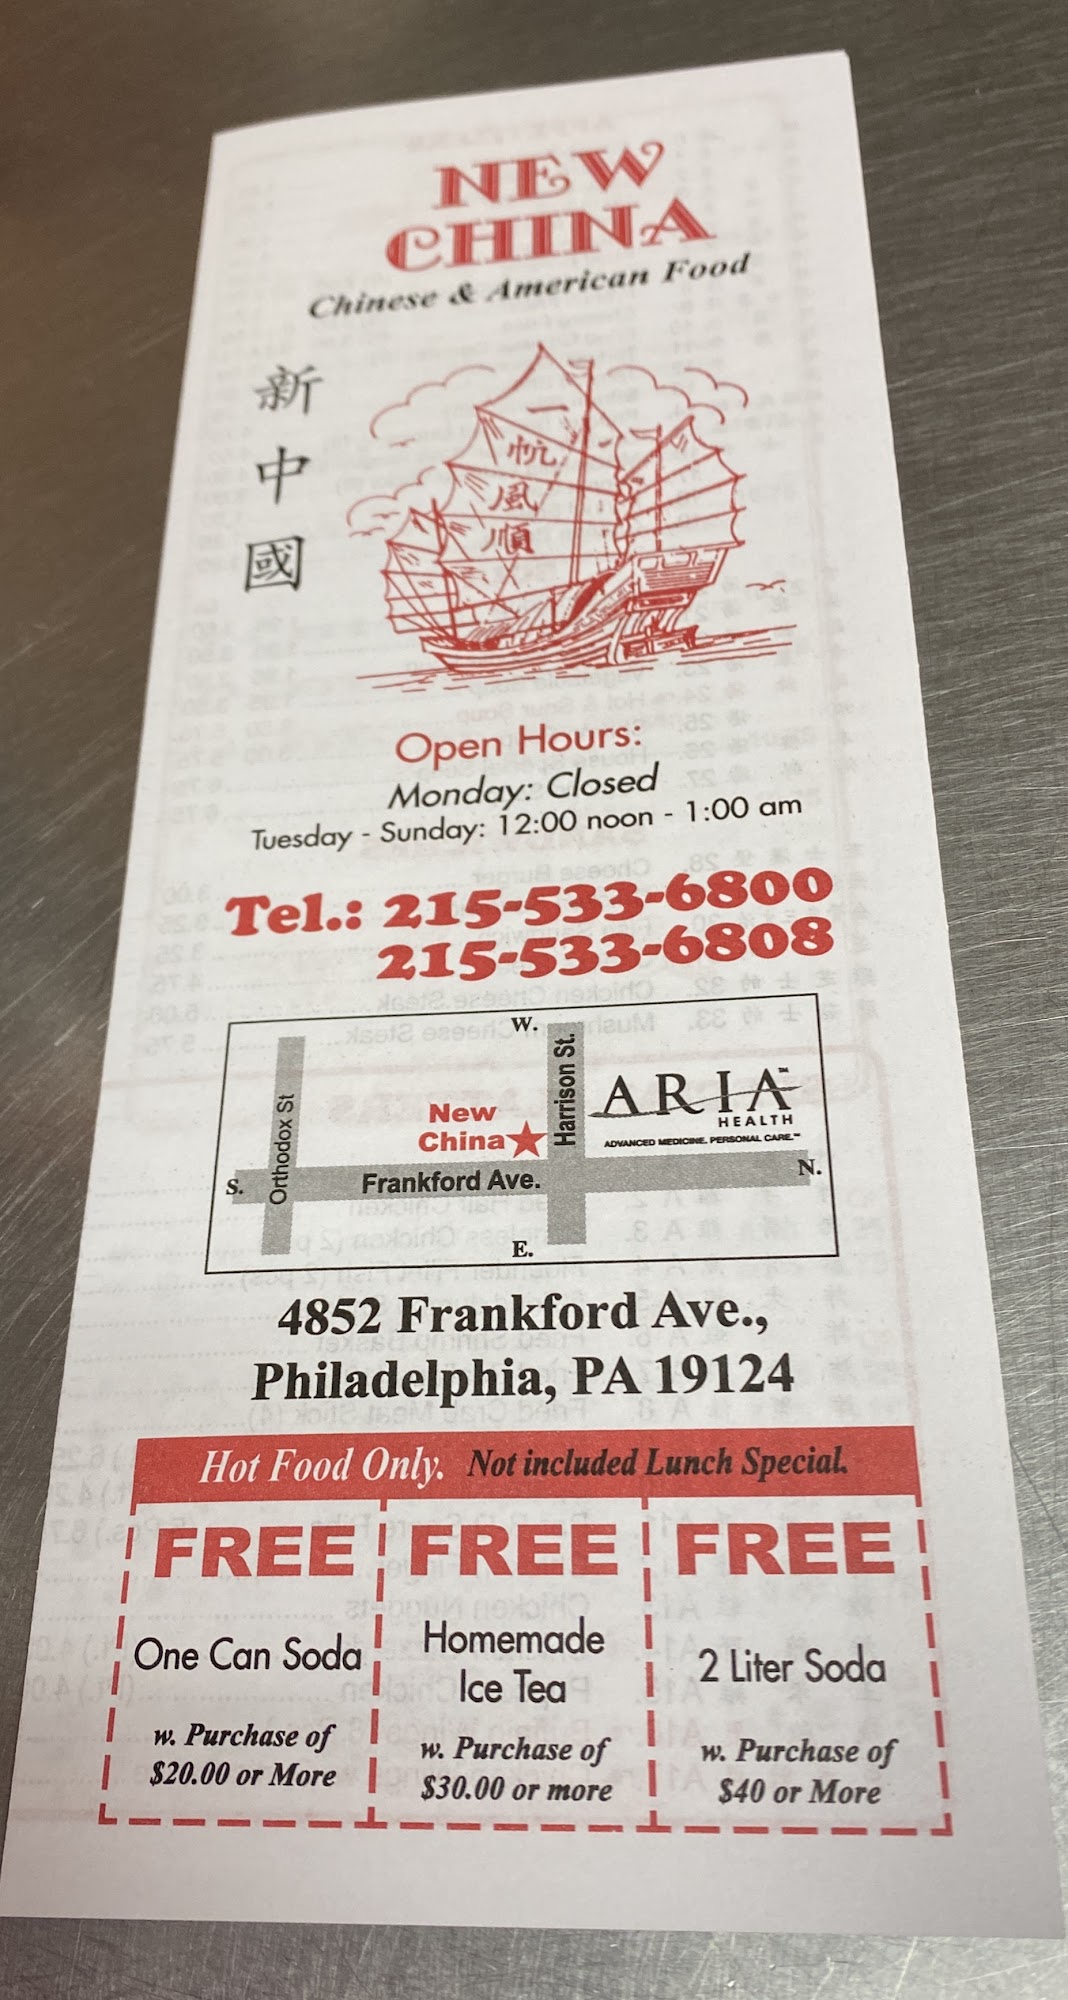 NEW
CHINA
Chinese & American Food
新
中
國
一
帆
風
順
Open Hours:
Monday: Closed
Tuesday - Sunday: 12:00 noon - 1:00 am
Tel.: 215-533-6800
215-533-6808
W.
Orthodox St
Harrison St.
New
China
ARIA™
HEALTH
ADVANCED MEDICINE. PERSONAL CARE.™
S.
Frankford Ave.
N.
E.
4852 Frankford Ave.,
Philadelphia, PA 19124
Hot Food Only. Not included Lunch Special.
FREE
One Can Soda
w. Purchase of
$20.00 or More
FREE
Homemade
Ice Tea
w. Purchase of
$30.00 or more
FREE
2 Liter Soda
w. Purchase of
$40 or More